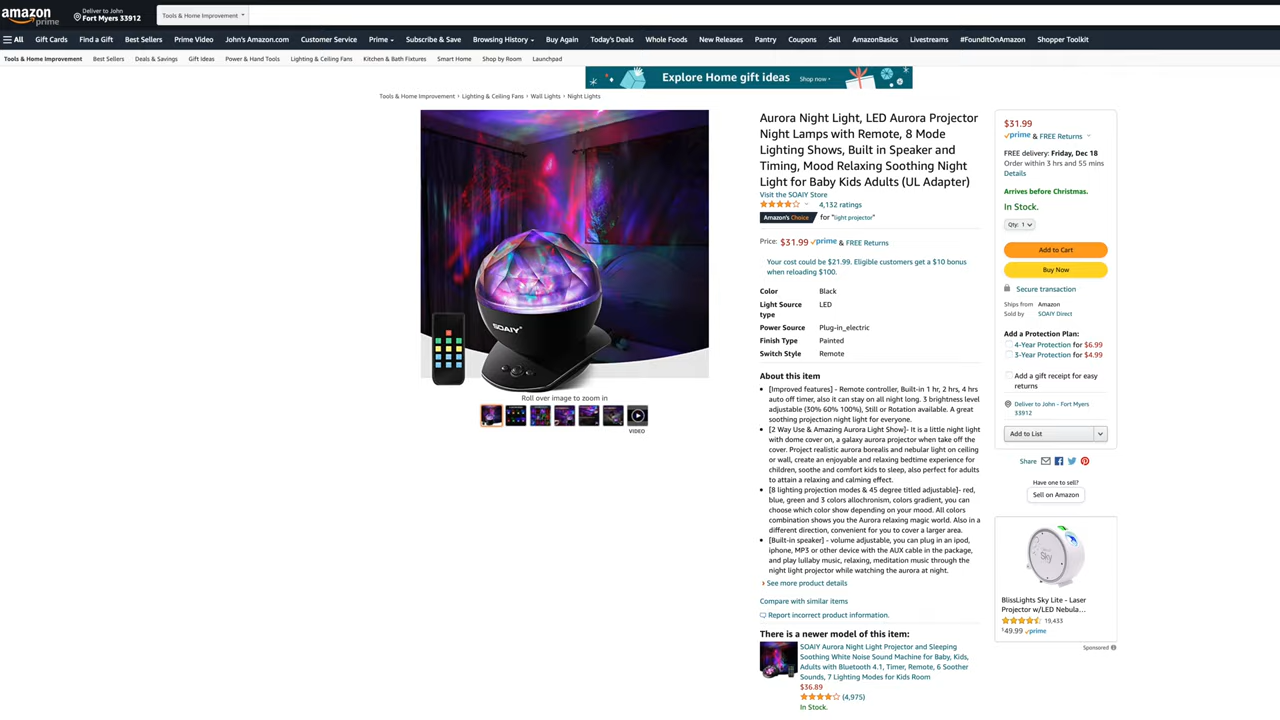 amazon
prime
Deliver to John
Fort Myers 33912
Tools & Home Improvement
All
Gift Cards
Find a Gift
Best Sellers
Prime Video
John's Amazon.com
Customer Service
Prime
Subscribe & Save
Browsing History
Buy Again
Today's Deals
Whole Foods
New Releases
Pantry
Coupons
Sell
AmazonBasics
Livestreams
#FoundItOnAmazon
Shopper Toolkit
Tools & Home Improvement
Best Sellers
Deals & Savings
Gift Ideas
Power & Hand Tools
Lighting & Ceiling Fans
Kitchen & Bath Fixtures
Smart Home
Shop by Room
Launchpad
Explore Home gift ideas
Shop now ›
Tools & Home Improvement › Lighting & Ceiling Fans › Wall Lights › Night Lights
SOAIY
Roll over image to zoom in
VIDEO
Aurora Night Light, LED Aurora Projector
Night Lamps with Remote, 8 Mode
Lighting Shows, Built in Speaker and
Timing, Mood Relaxing Soothing Night
Light for Baby Kids Adults (UL Adapter)
Visit the SOAIY Store
4,132 ratings
Amazon's Choice for "light projector"
Price: $31.99 prime & FREE Returns
Your cost could be $21.99. Eligible customers get a $10 bonus
when reloading $100.
Color Black
Light Source LED
type
Power Source Plug-in_electric
Finish Type Painted
Switch Style Remote
About this item
• [Improved features] - Remote controller, Built-in 1 hr, 2 hrs, 4 hrs
auto off timer, also it can stay on all night long. 3 brightness level
adjustable (30% 60% 100%), Still or Rotation available. A great
soothing projection night light for everyone.
• [2 Way Use & Amazing Aurora Light Show]- It is a little night light
with dome cover on, a galaxy aurora projector when take off the
cover. Project realistic aurora borealis and nebular light on ceiling
or wall, create an enjoyable and relaxing bedtime experience for
children, soothe and comfort kids to sleep, also perfect for adults
to attain a relaxing and calming effect.
• [8 lighting projection modes & 45 degree titled adjustable]- red,
blue, green and 3 colors allochronism, colors gradient, you can
choose which color show depending on your mood. All colors
combination shows you the Aurora relaxing magic world. Also in a
different direction, convenient for you to cover a larger area.
• [Built-in speaker] - volume adjustable, you can plug in an ipod,
iphone, MP3 or other device with the AUX cable in the package,
and play lullaby music, relaxing, meditation music through the
night light projector while watching the aurora at night.
› See more product details
Compare with similar items
Report incorrect product information.
There is a newer model of this item:
SOAIY Aurora Night Light Projector and Sleeping
Soothing White Noise Sound Machine for Baby, Kids,
Adults with Bluetooth 4.1, Timer, Remote, 6 Soother
Sounds, 7 Lighting Modes for Kids Room
$36.89
(4,975)
In Stock.
$31.99
prime & FREE Returns
FREE delivery: Friday, Dec 18
Order within 3 hrs and 55 mins
Details
Arrives before Christmas.
In Stock.
Qty: 1
Add to Cart
Buy Now
Secure transaction
Ships from Amazon
Sold by SOAIY Direct
Add a Protection Plan:
4-Year Protection for $6.99
3-Year Protection for $4.99
Add a gift receipt for easy
returns
Deliver to John - Fort Myers
33912
Add to List
Share
Have one to sell?
Sell on Amazon
Sky
BlissLights Sky Lite - Laser
Projector w/LED Nebula...
19,433
$49.99 prime
Sponsored